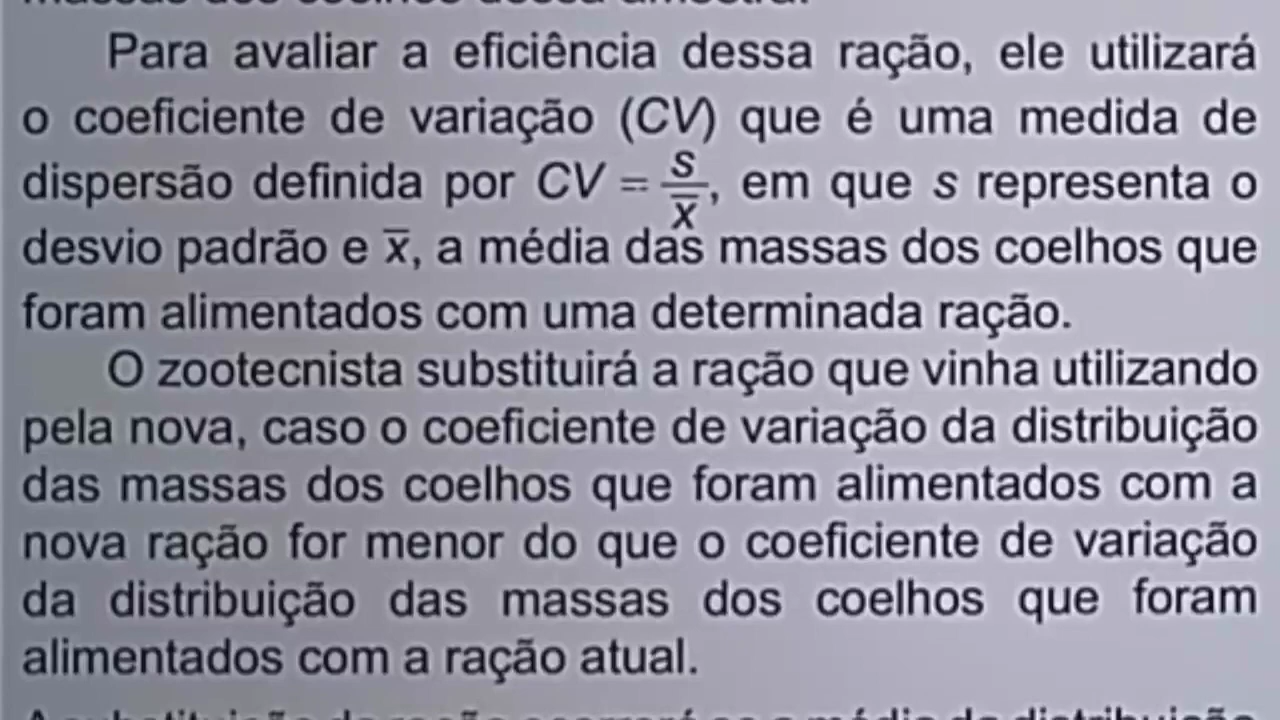 Para avaliar a eficiência dessa ração, ele utilizará
o coeficiente de variação (CV) que é uma medida de
dispersão definida por CV = s/x, em que s representa o
desvio padrão e x̅, a média das massas dos coelhos que
foram alimentados com uma determinada ração.
O zootecnista substituirá a ração que vinha utilizando
pela nova, caso o coeficiente de variação da distribuição
das massas dos coelhos que foram alimentados com a
nova ração for menor do que o coeficiente de variação
da distribuição das massas dos coelhos que foram
alimentados com a ração atual.